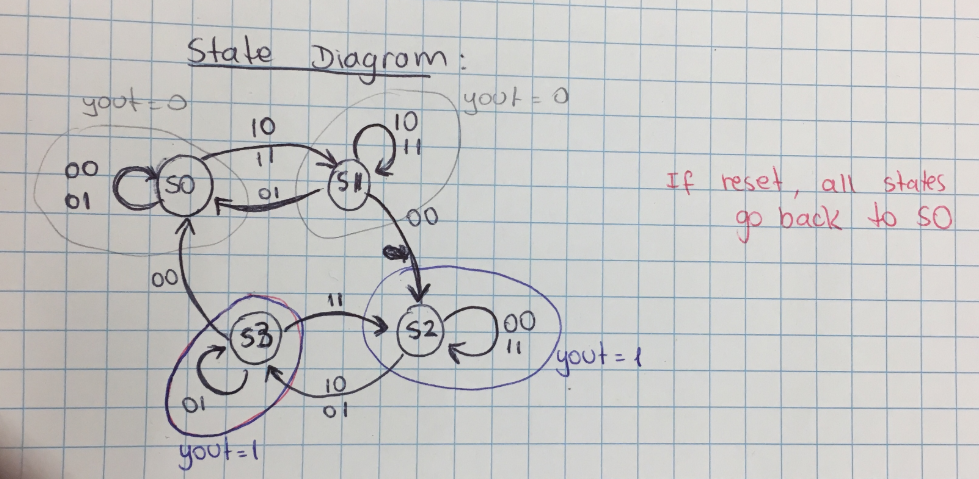 State Diagram:
yout = 0
yout = 0
10
11
10
11
00
01
S0
01
S1
00
00
11
S3
S2
00
11
yout = 1
01
10
01
yout=1
If reset, all states
go back to S0